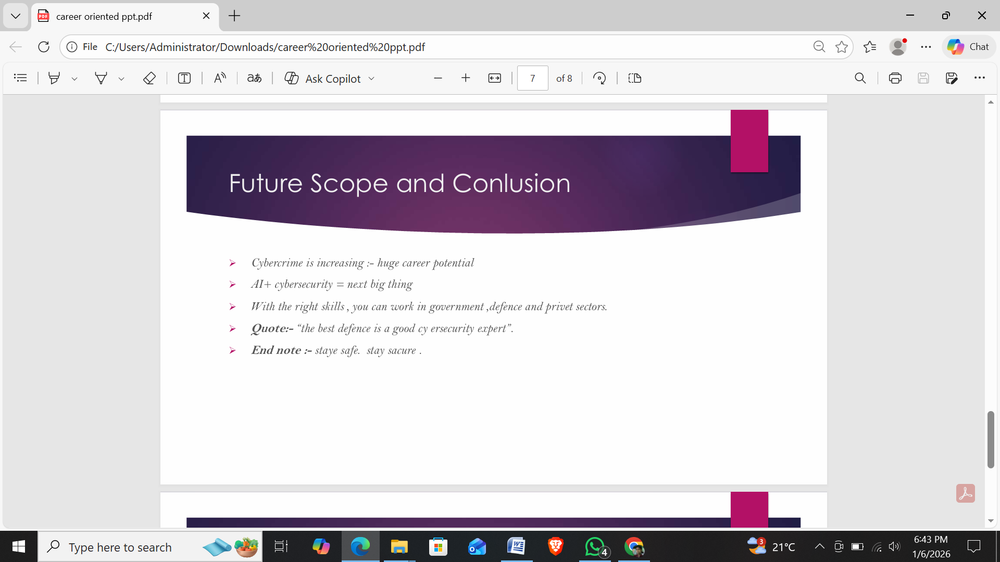 career oriented ppt.pdf
File C:/Users/Administrator/Downloads/career%20oriented%20ppt.pdf
Chat
Ask Copilot
7 of 8
Future Scope and Conlusion
Cybercrime is increasing :- huge career potential
AI+ cybersecurity = next big thing
With the right skills , you can work in government ,defence and privet sectors.
Quote:- “the best defence is a good cy ersecurity expert”.
End note :- staye safe.  stay sacure .
Type here to search
4
3
21°C
6:43 PM
1/6/2026